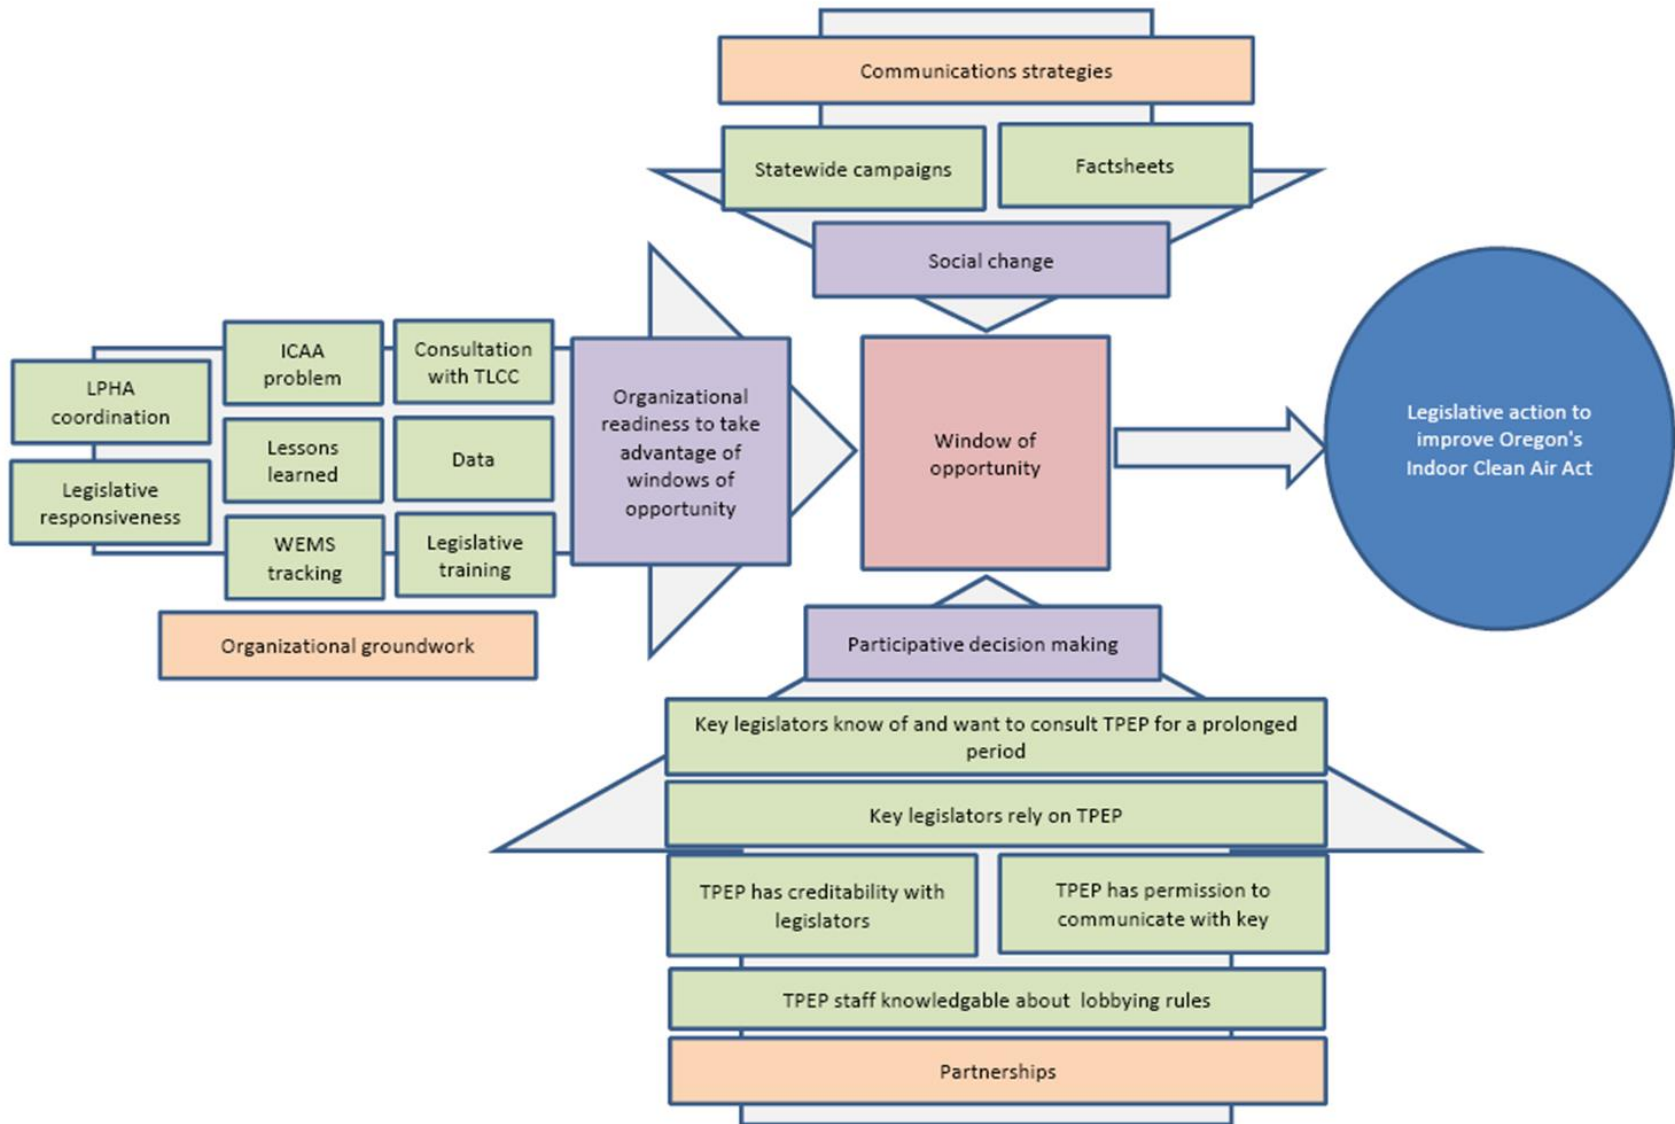 Communications strategies
Statewide campaigns
Factsheets
Social change
LPHA
coordination
Legislative
responsiveness
ICAA
problem
Lessons
learned
WEMS
tracking
Consultation
with TLCC
Data
Legislative
training
Organizational groundwork
Organizational
readiness to take
advantage of
windows of
opportunity
Window of
opportunity
Legislative action to
improve Oregon's
Indoor Clean Air Act
Participative decision making
Key legislators know of and want to consult TPEP for a prolonged
period
Key legislators rely on TPEP
TPEP has creditability with
legislators
TPEP has permission to
communicate with key
TPEP staff knowledgable about lobbying rules
Partnerships